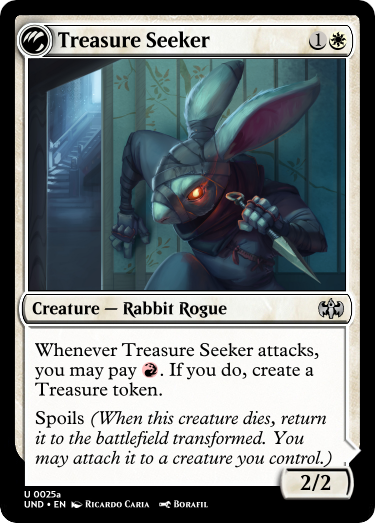 Treasure Seeker 1
Creature — Rabbit Rogue
Whenever Treasure Seeker attacks,
you may pay . If you do, create a
Treasure token.
Spoils (When this creature dies, return
it to the battlefield transformed. You
may attach it to a creature you control.)
2/2
U 0025a
UND • EN Ricardo Caria Borafil